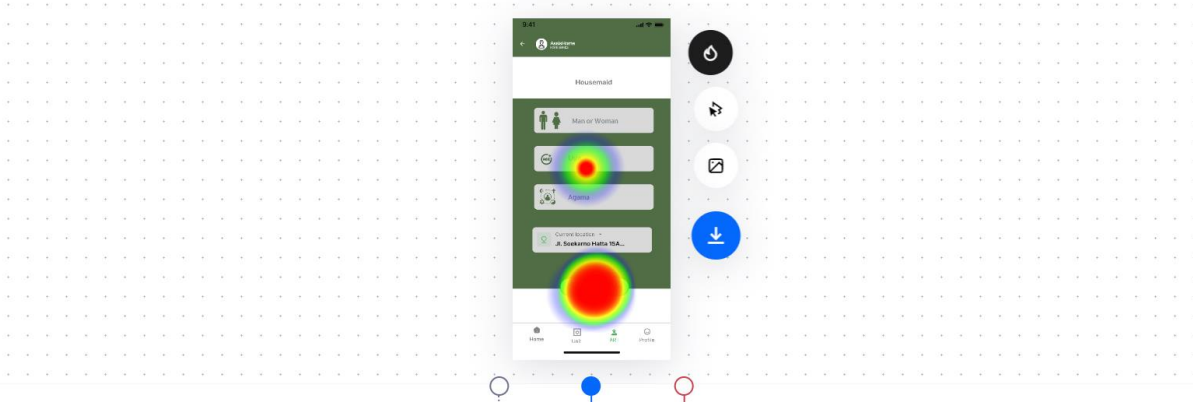 9:41
Housemaid
Man or Woman
Agama
Current location
Jl. Soekarno Hatta 15A...
Home
List
Profile